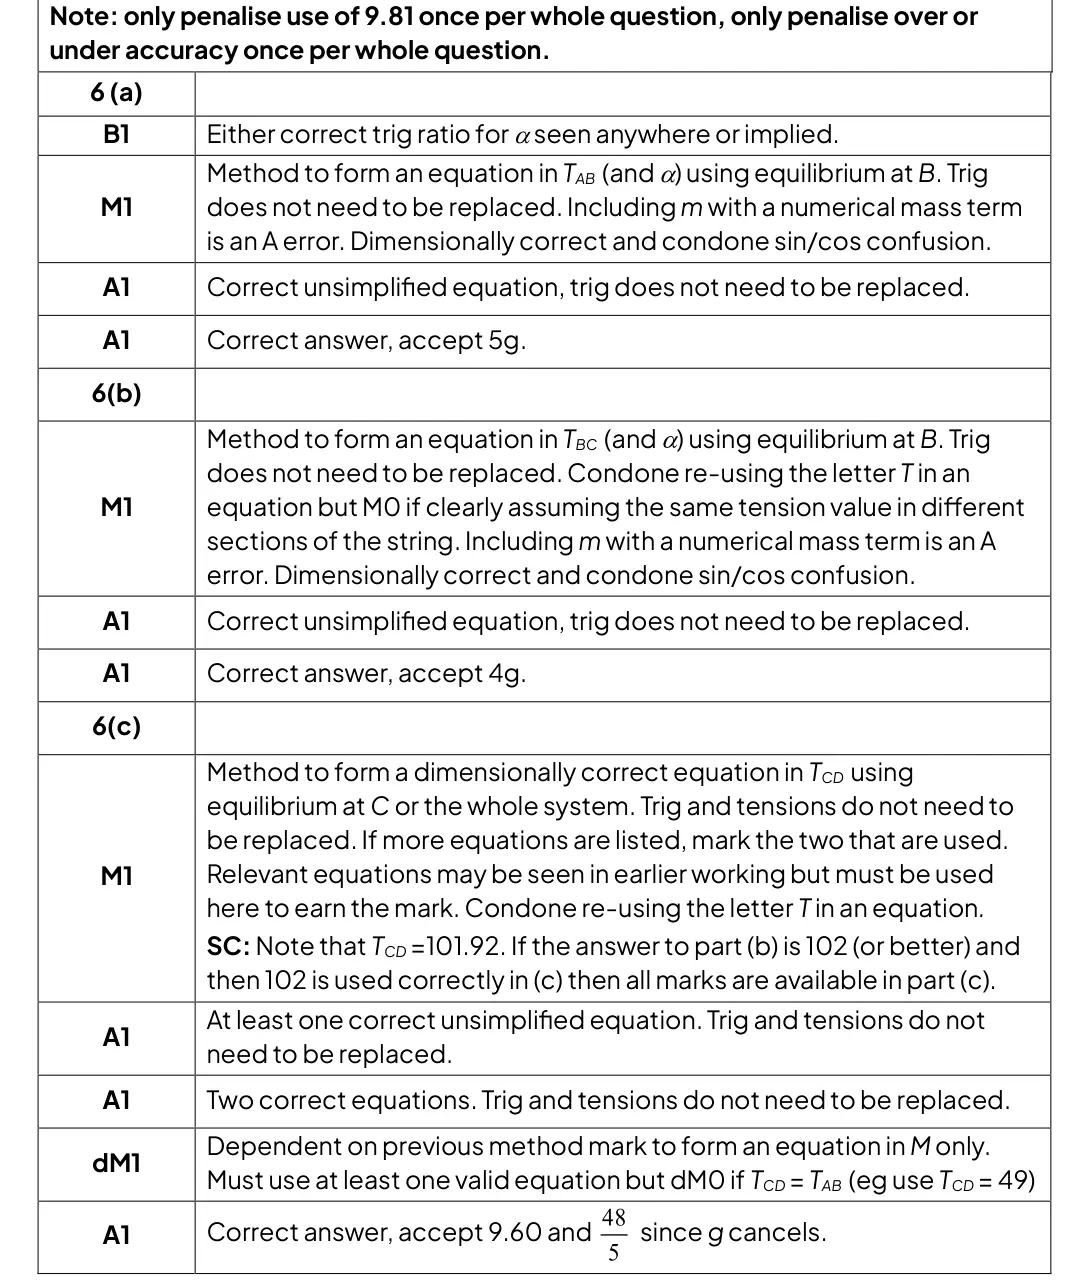 Note: only penalise use of 9.81 once per whole question, only penalise over or
under accuracy once per whole question.
6 (a)
B1
Either correct trig ratio for α seen anywhere or implied.
M1
Method to form an equation in T_AB (and α) using equilibrium at B. Trig
does not need to be replaced. Including m with a numerical mass term
is an A error. Dimensionally correct and condone sin/cos confusion.
A1
Correct unsimplified equation, trig does not need to be replaced.
A1
Correct answer, accept 5g.
6(b)
M1
Method to form an equation in T_BC (and α) using equilibrium at B. Trig
does not need to be replaced. Condone re-using the letter T in an
equation but M0 if clearly assuming the same tension value in different
sections of the string. Including m with a numerical mass term is an A
error. Dimensionally correct and condone sin/cos confusion.
A1
Correct unsimplified equation, trig does not need to be replaced.
A1
Correct answer, accept 4g.
6(c)
M1
Method to form a dimensionally correct equation in T_CD using
equilibrium at C or the whole system. Trig and tensions do not need to
be replaced. If more equations are listed, mark the two that are used.
Relevant equations may be seen in earlier working but must be used
here to earn the mark. Condone re-using the letter T in an equation.
SC: Note that T_CD =101.92. If the answer to part (b) is 102 (or better) and
then 102 is used correctly in (c) then all marks are available in part (c).
A1
At least one correct unsimplified equation. Trig and tensions do not
need to be replaced.
A1
Two correct equations. Trig and tensions do not need to be replaced.
dM1
Dependent on previous method mark to form an equation in M only.
Must use at least one valid equation but dM0 if T_CD = T_AB (eg use T_CD = 49)
A1
Correct answer, accept 9.60 and 48/5 since g cancels.